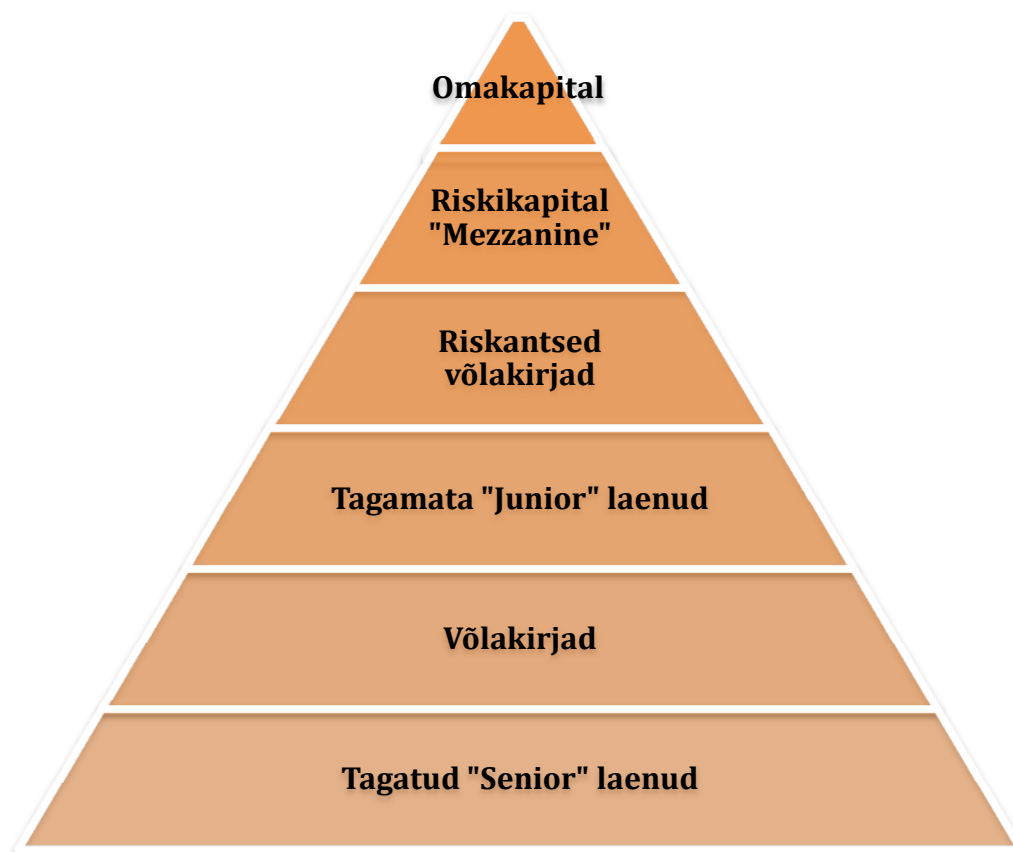 Omakapital
Riskikapital
"Mezzanine"
Riskantsed
võlakirjad
Tagamata "Junior" laenud
Võlakirjad
Tagatud "Senior" laenud